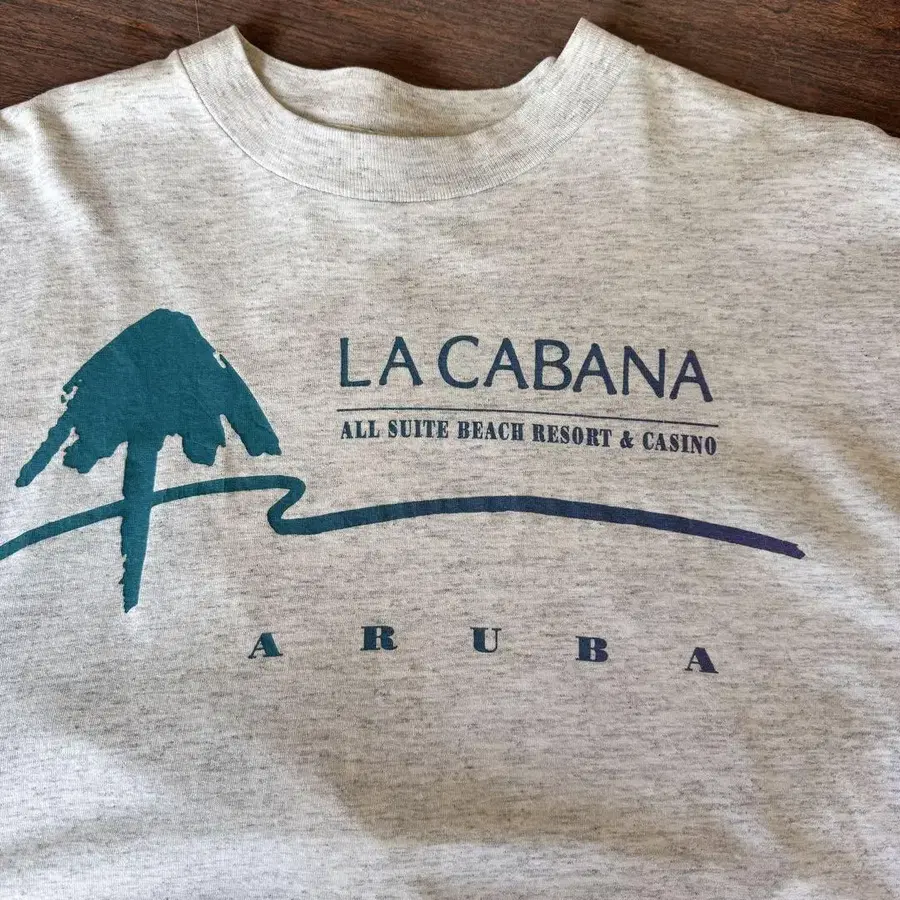 LA CABANA
ALL SUITE BEACH RESORT & CASINO
ARUBA